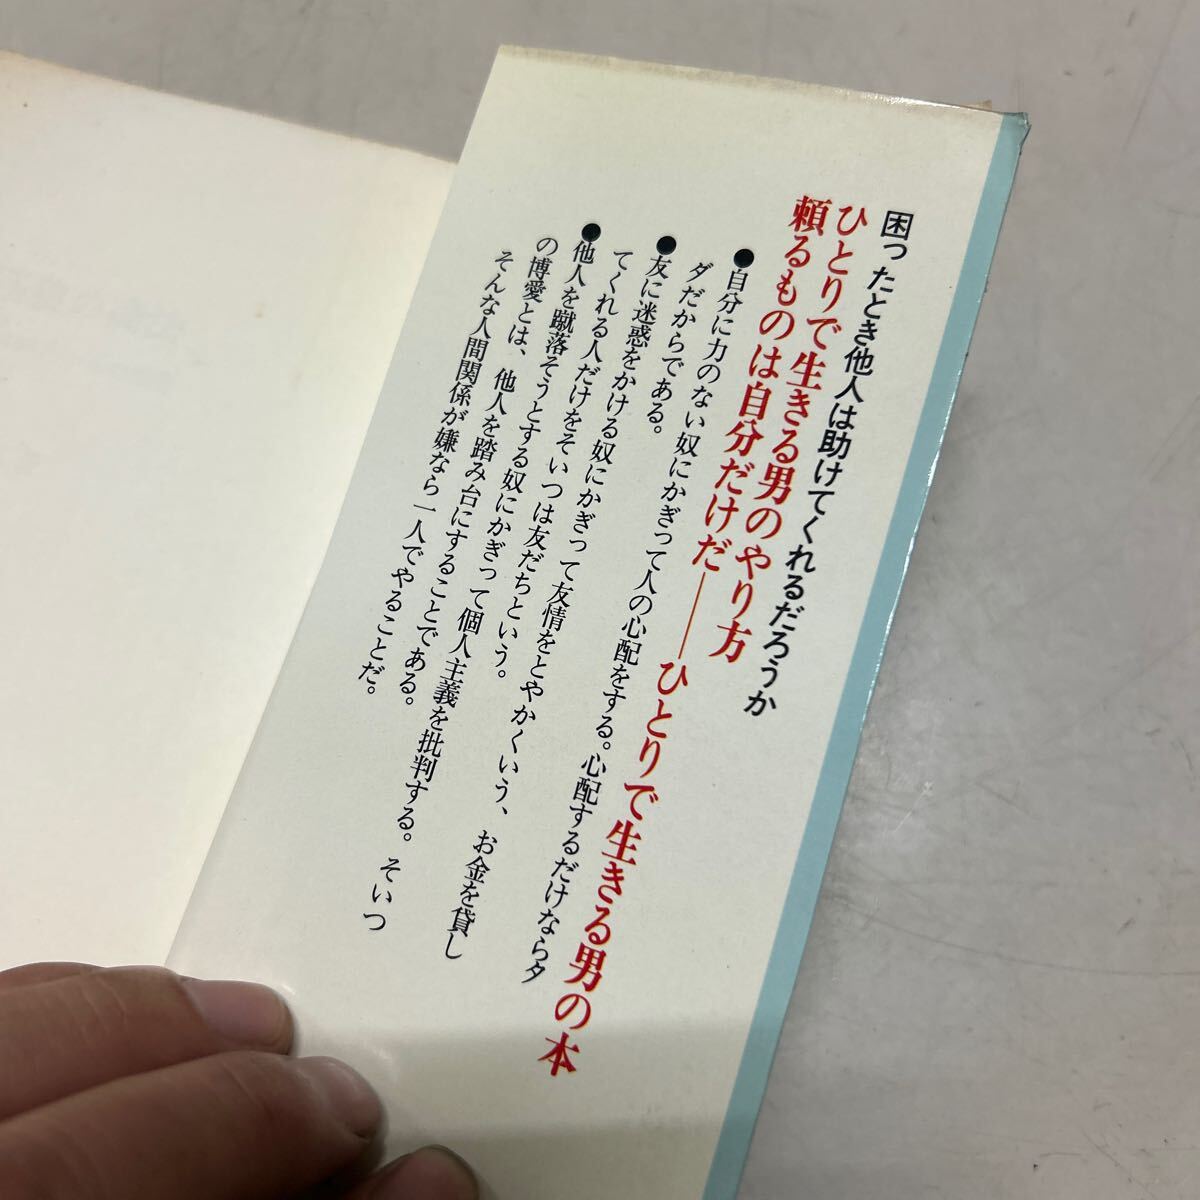 困ったとき他人は助けてくれるだろうか
ひとりで生きる男のやり方
頼るものは自分だけだ――ひとりで生きる男の本
●自分に力のない奴にかぎって人の心配をする。心配するだけならタ
ダだからである。
●友に迷惑をかける奴にかぎって友情をとやかくいう、お金を貸し
てくれる人だけをそいつは友だちという。
●他人を蹴落そうとする奴にかぎって個人主義を批判する。そいつ
の博愛とは、他人を踏み台にすることである。
そんな人間関係が嫌なら一人でやることだ。